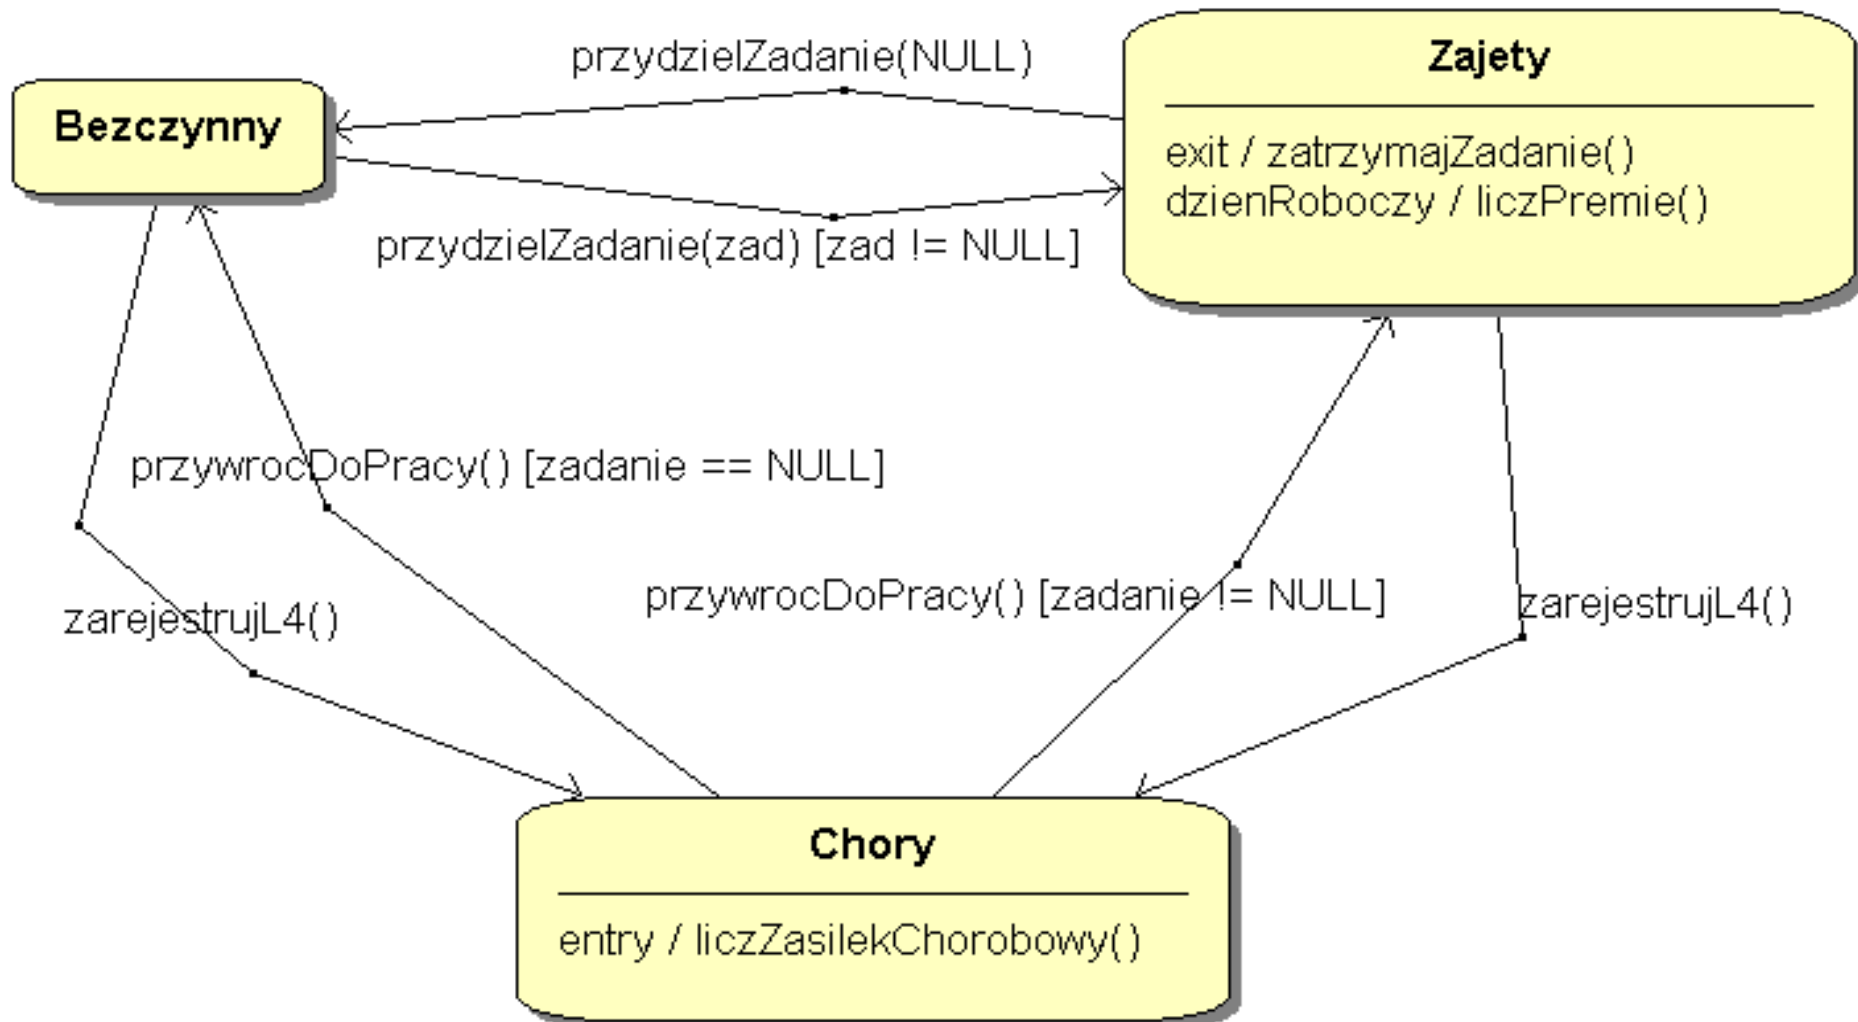 przydzielZadanie(NULL)
Zajety
Bezczynny
exit / zatrzymajZadanie()
dzienRoboczy / liczPremie()
przydzielZadanie(zad) [zad != NULL]
przywrocDoPracy() [zadanie == NULL]
przywrocDoPracy() [zadanie != NULL]
zarejestrujL4()
zarejestrujL4()
Chory
entry / liczZasilekChorobowy()